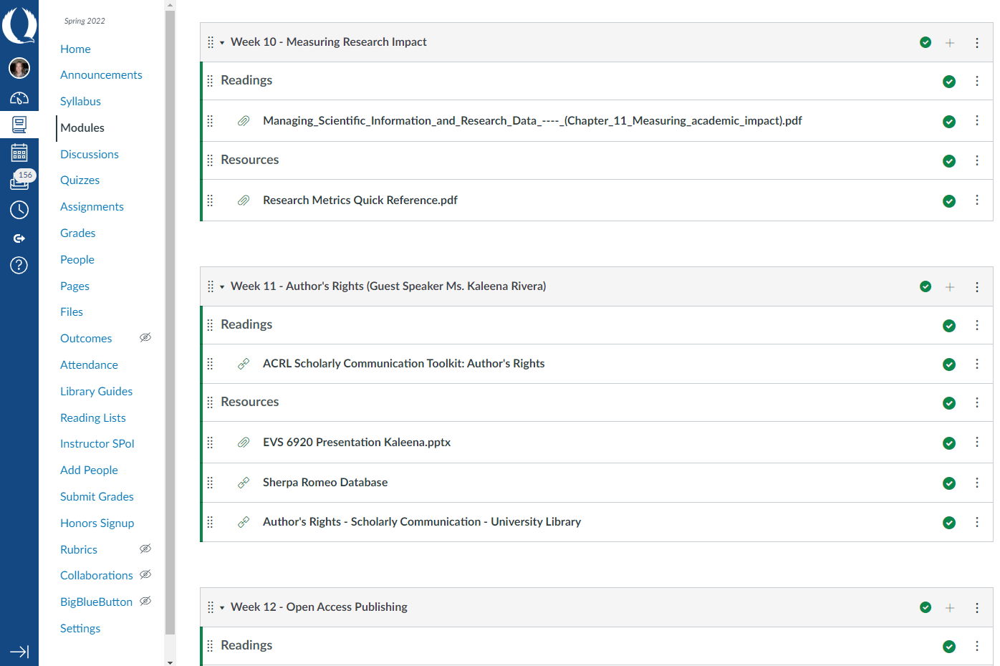 Spring 2022
Home
Announcements
Syllabus
Modules
Discussions
Quizzes
Assignments
Grades
People
Pages
Files
Outcomes
Attendance
Library Guides
Reading Lists
Instructor SPoI
Add People
Submit Grades
Honors Signup
Rubrics
Collaborations
BigBlueButton
Settings
156
Week 10 - Measuring Research Impact
Readings
Managing_Scientific_Information_and_Research_Data_----_(Chapter_11_Measuring_academic_impact).pdf
Resources
Research Metrics Quick Reference.pdf
Week 11 - Author's Rights (Guest Speaker Ms. Kaleena Rivera)
Readings
ACRL Scholarly Communication Toolkit: Author's Rights
Resources
EVS 6920 Presentation Kaleena.pptx
Sherpa Romeo Database
Author's Rights - Scholarly Communication - University Library
Week 12 - Open Access Publishing
Readings